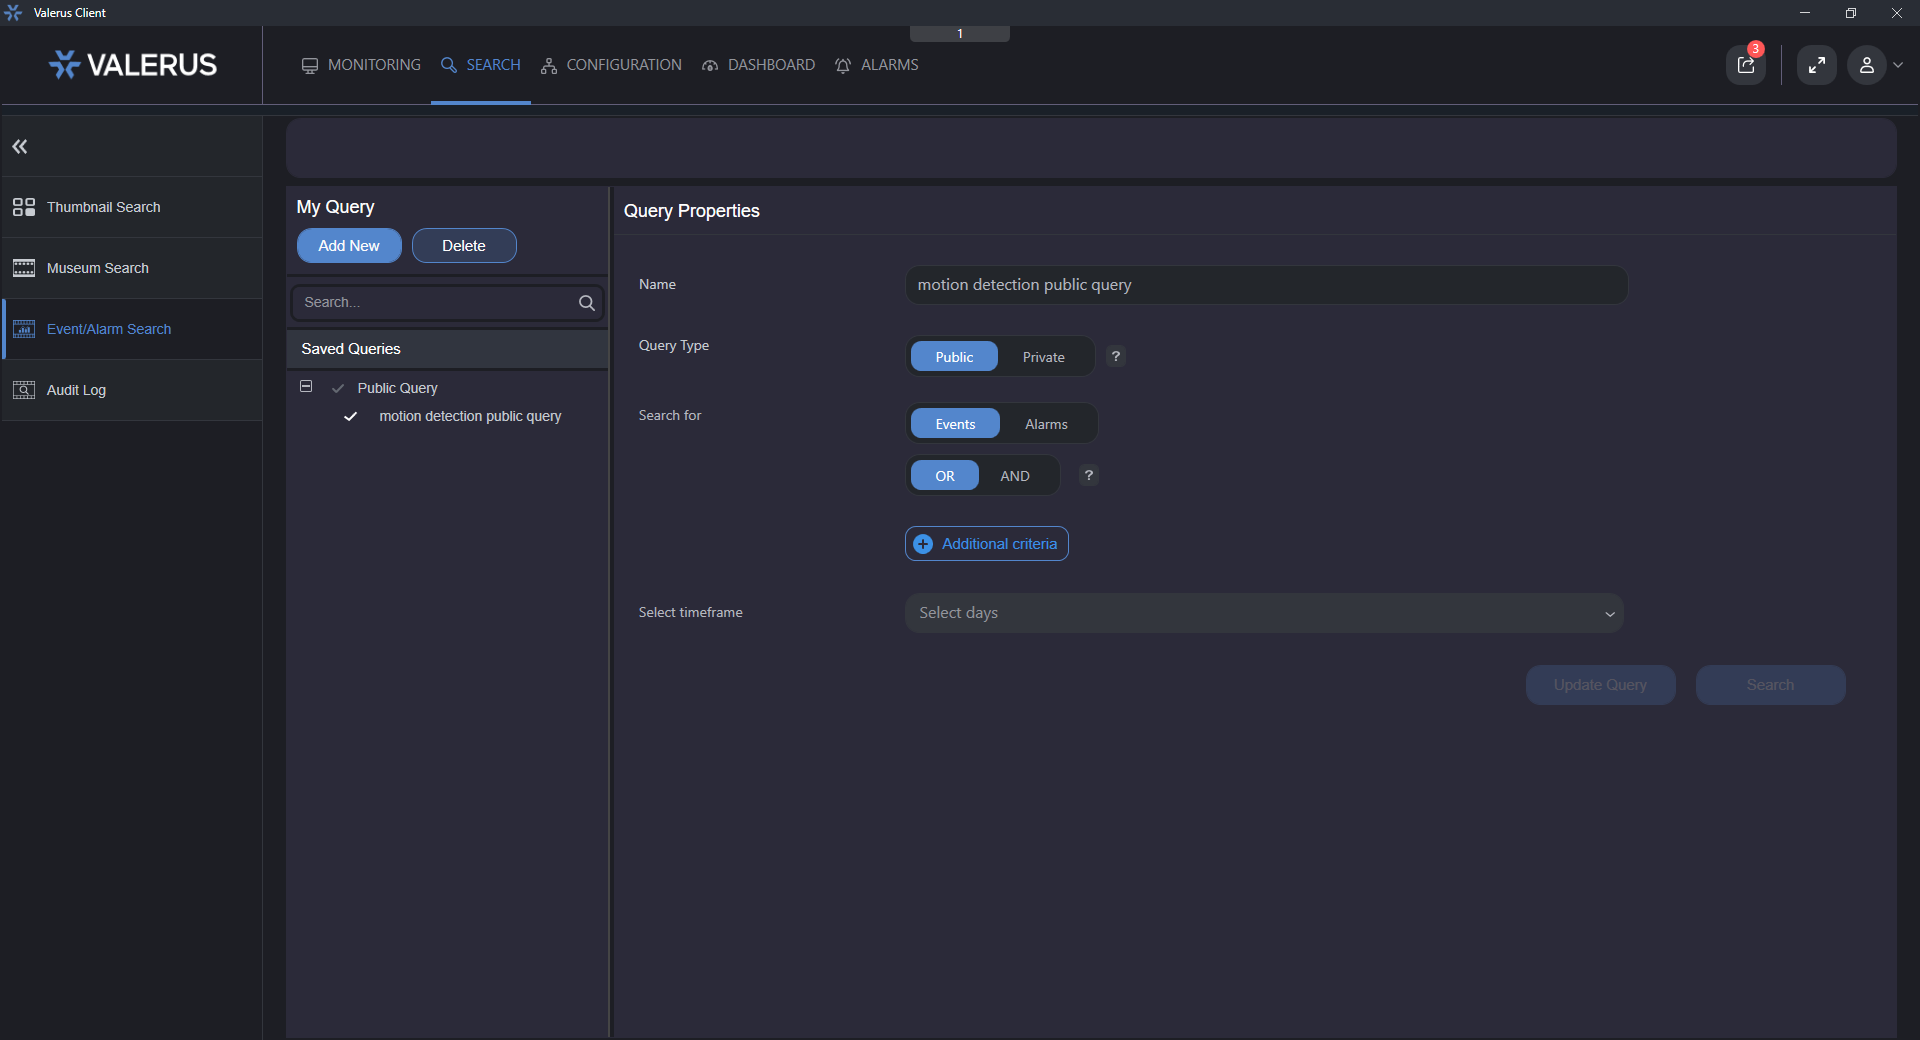 Valerus Client
1
VALERUS
MONITORING
SEARCH
CONFIGURATION
DASHBOARD
ALARMS
3
Thumbnail Search
Museum Search
Event/Alarm Search
Audit Log
My Query
Add New
Delete
Search...
Saved Queries
Public Query
motion detection public query
Query Properties
Name
motion detection public query
Query Type
Public
Private
?
Search for
Events
Alarms
OR
AND
?
Additional criteria
Select timeframe
Select days
Update Query
Search